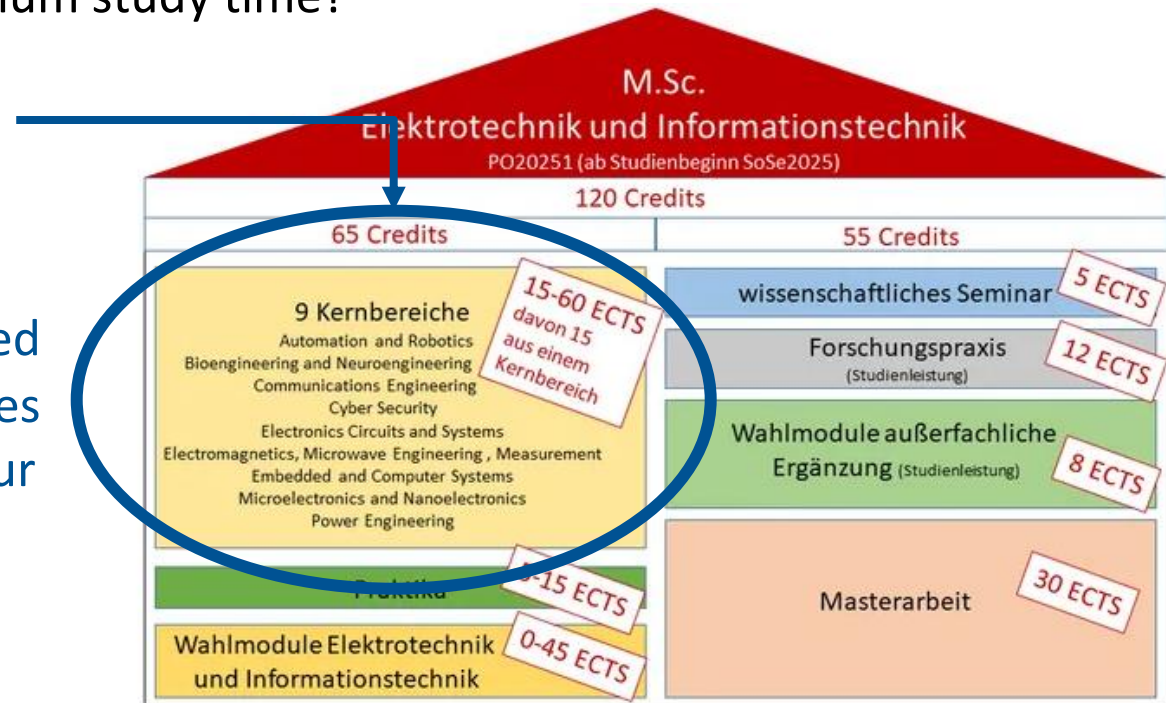 study time?
M.Sc.
Elektrotechnik und Informationstechnik
PO20251 (ab Studienbeginn SoSe2025)
120 Credits
65 Credits
55 Credits
9 Kernbereiche
Automation and Robotics
Bioengineering and Neuroengineering
Communications Engineering
Cyber Security
Electronics Circuits and Systems
Electromagnetics, Microwave Engineering , Measurement
Embedded and Computer Systems
Microelectronics and Nanoelectronics
Power Engineering
15-60 ECTS
davon 15
aus einem
Kernbereich
Praktika
-15 ECTS
Wahlmodule Elektrotechnik
und Informationstechnik
0-45 ECTS
wissenschaftliches Seminar
5 ECTS
Forschungspraxis
(Studienleistung)
12 ECTS
Wahlmodule außerfachliche
Ergänzung (Studienleistung)
8 ECTS
Masterarbeit
30 ECTS